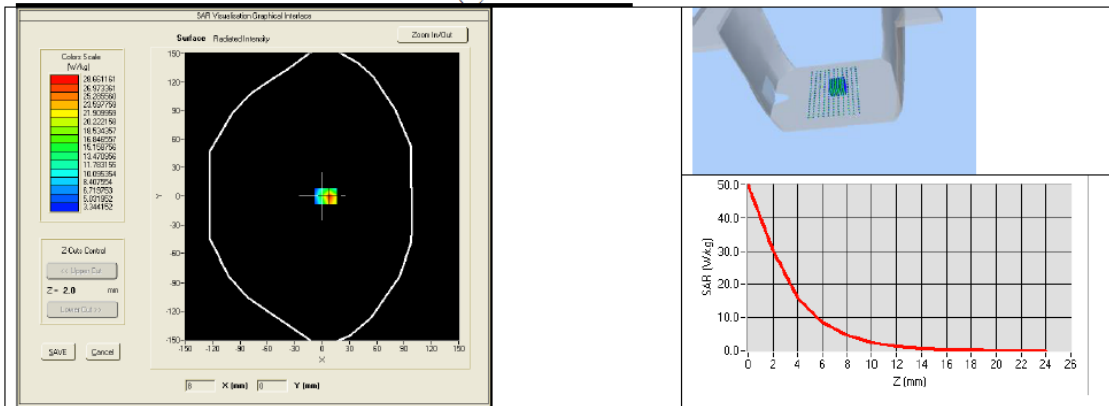 SAR Visualisation Graphical Interface
Surface Radiated Intensity
Zoom In/Out
Colors Scale
(W/kg)
28.661161
26.973361
25.285560
23.597759
21.909959
20.222158
18.534357
16.846557
15.158756
13.470956
11.783155
10.095354
8.407554
6.719753
5.031952
3.344152
Z-Cuts Control
<< Upper Cut
Z = 2.0 mm
Lower Cut >>
SAVE Cancel
150-
120-
90-
60-
30-
Y 0-
-30-
-60-
-90-
-120-
-150-
-150 -120 -90 -60 -30 0 30 60 90 120 150
X
8 X (mm) 0 Y (mm)
50.0-
40.0-
30.0-
20.0-
10.0-
0.0-
SAR (W/kg)
0 2 4 6 8 10 12 14 16 18 20 22 24 26
Z (mm)